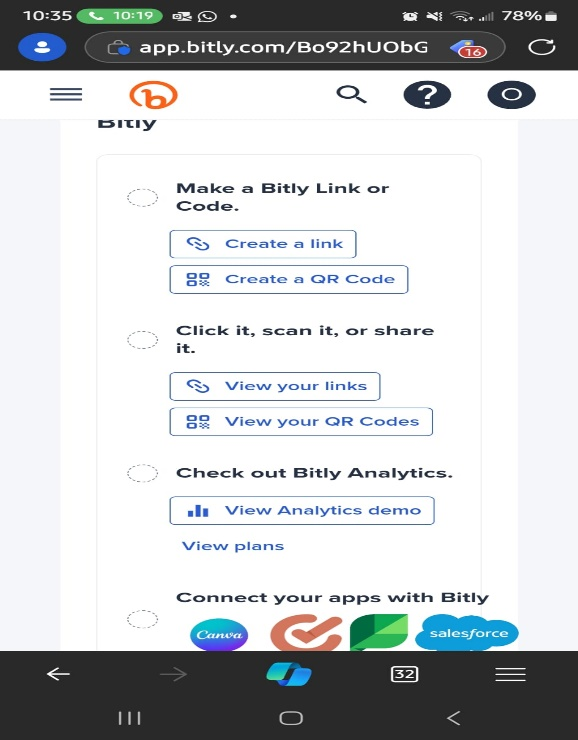 10:35 10:19 78%
app.bitly.com/Bo92hUObG 16
b ? O
Bitly
Make a Bitly Link or
Code.
Create a link
Create a QR Code
Click it, scan it, or share
it.
View your links
View your QR Codes
Check out Bitly Analytics.
View Analytics demo
View plans
Connect your apps with Bitly
Canva salesforce
32